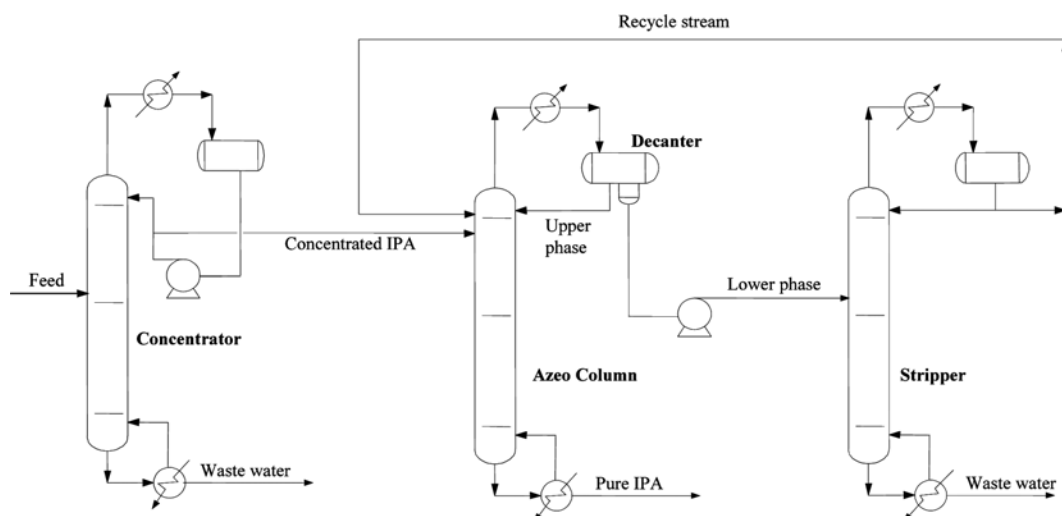 Recycle stream
Decanter
Upper
phase
Concentrated IPA
Feed
Lower phase
Concentrator
Azeo Column
Stripper
Waste water
Pure IPA
Waste water